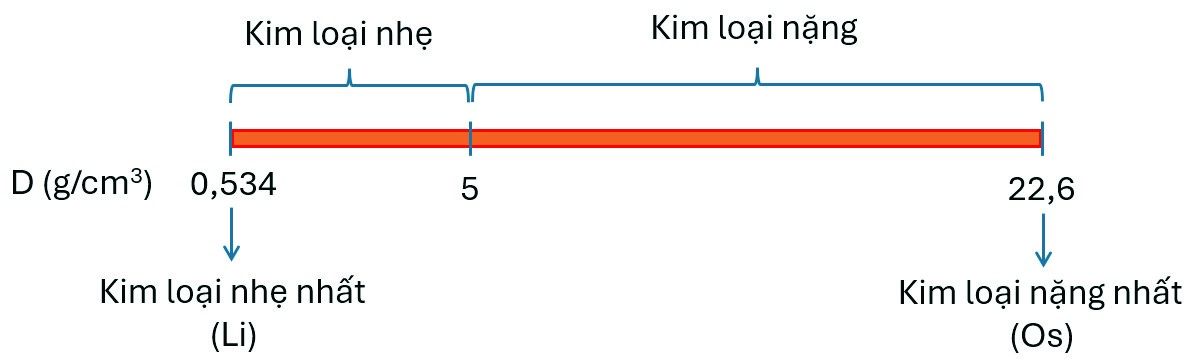 Kim loại nhẹ
Kim loại nặng
D (g/cm³) 0,534 5 22,6
Kim loại nhẹ nhất
(Li)
Kim loại nặng nhất
(Os)